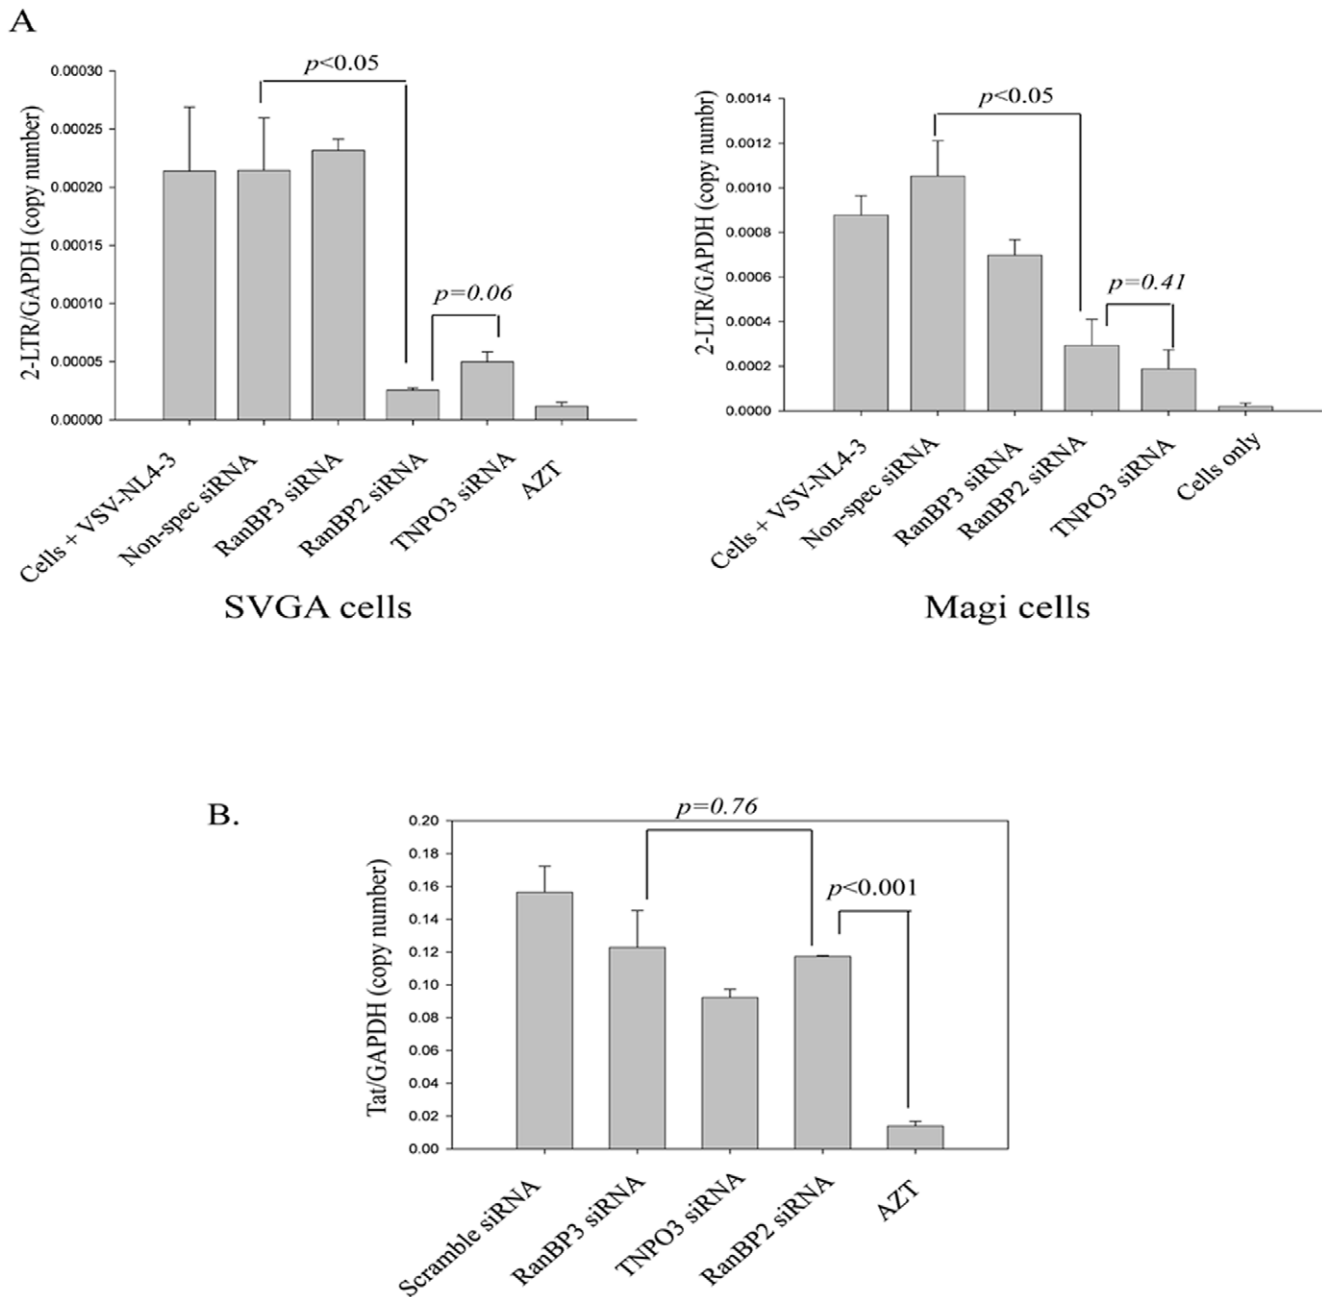 A
p<0.05
p=0.06
2-LTR/GAPDH (copy number)
0.00030
0.00025
0.00020
0.00015
0.00010
0.00005
0.00000
Cells + VSV-NL4-3
Non-spec siRNA
RanBP3 siRNA
RanBP2 siRNA
TNPO3 siRNA
AZT
SVGA cells
p<0.05
p=0.41
2-LTR/GAPDH (copy numbr)
0.0014
0.0012
0.0010
0.0008
0.0006
0.0004
0.0002
0.0000
Cells + VSV-NL4-3
Non-spec siRNA
RanBP3 siRNA
RanBP2 siRNA
TNPO3 siRNA
Cells only
Magi cells
B.
p=0.76
p<0.001
Tat/GAPDH (copy number)
0.20
0.18
0.16
0.14
0.12
0.10
0.08
0.06
0.04
0.02
0.00
Scramble siRNA
RanBP3 siRNA
TNPO3 siRNA
RanBP2 siRNA
AZT